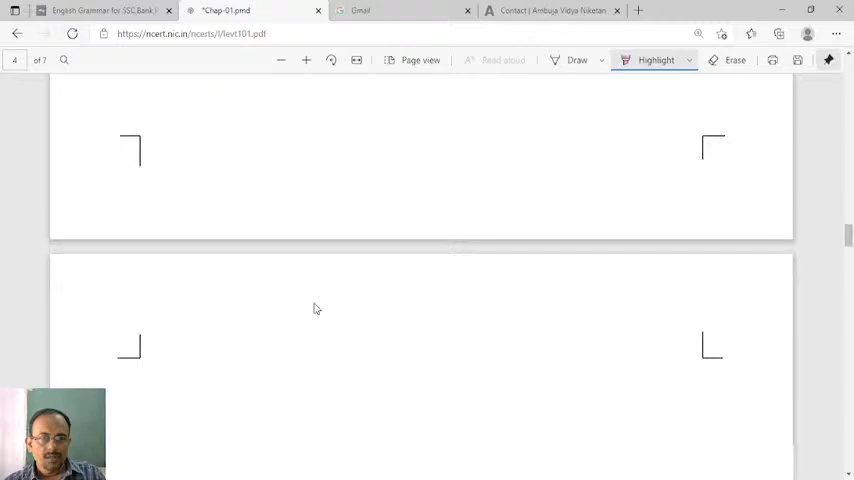 English Grammar for SSC,Bank F
*Chap-01.pmd
Gmail
Contact | Ambuja Vidya Niketan
https://ncert.nic.in/ncerts/l/levt101.pdf
4 of 7
Page view
Read aloud
Draw
Highlight
Erase